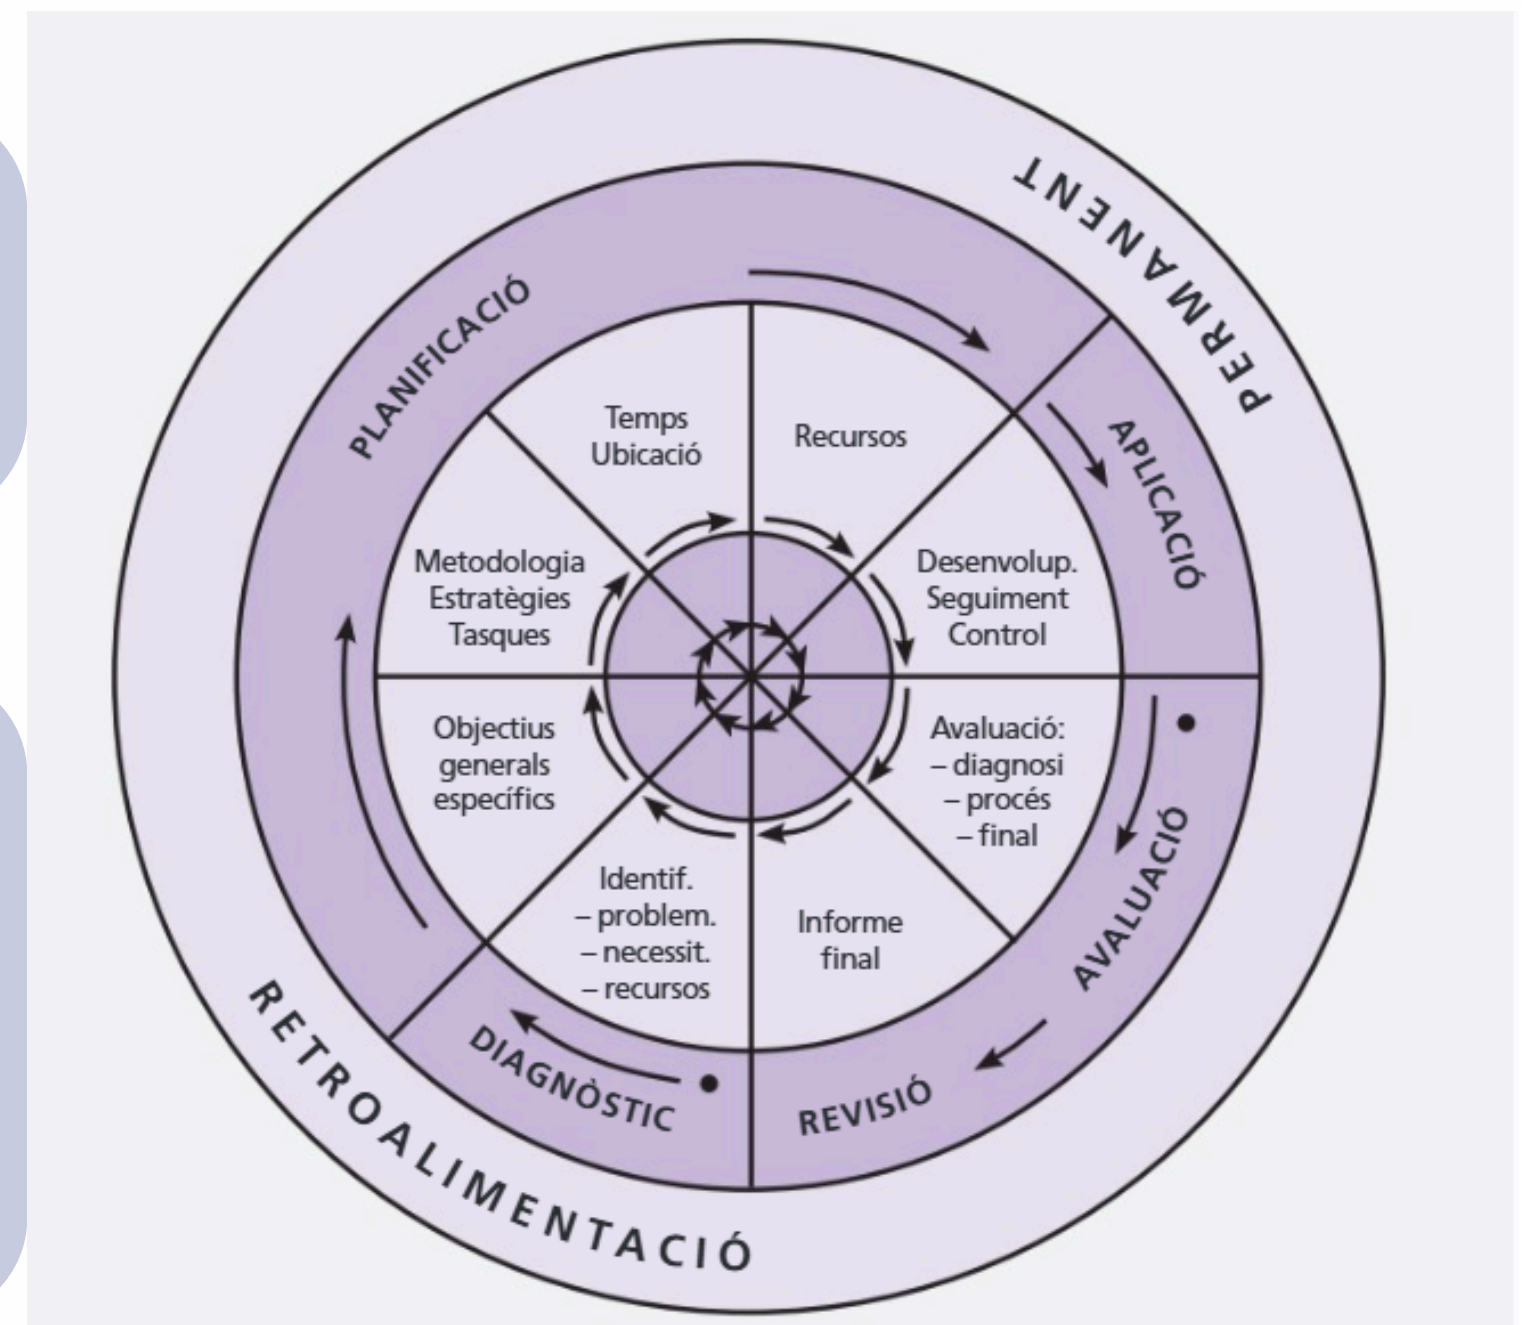 PERMANENT
PLANIFICACIÓ
APLICACIÓ
Temps
Ubicació
Recursos
Metodologia
Estratègies
Tasques
Desenvolup.
Seguiment
Control
Objectius
generals
específics
Avaluació:
– diagnosi
– procés
– final
Identif.
– problem.
– necessit.
– recursos
Informe
final
AVALUACIÓ
DIAGNÒSTIC
REVISIÓ
RETROALIMENTACIÓ